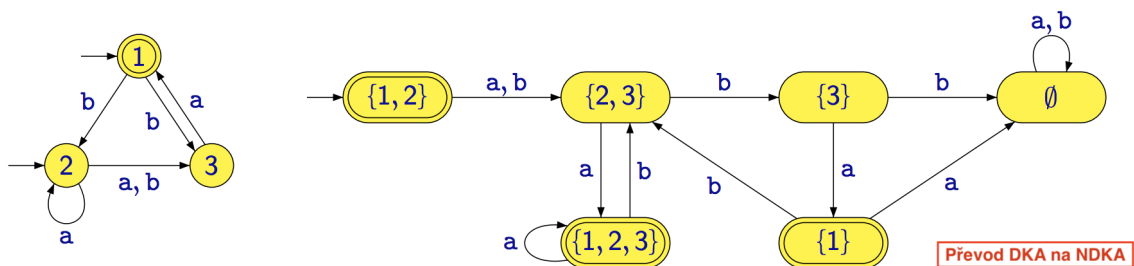 1
b
b
a
2
3
a, b
a
{1, 2}
a, b
{2, 3}
b
{3}
b
∅
a, b
a
b
b
a
a
a
{1, 2, 3}
{1}
Převod DKA na NDKA